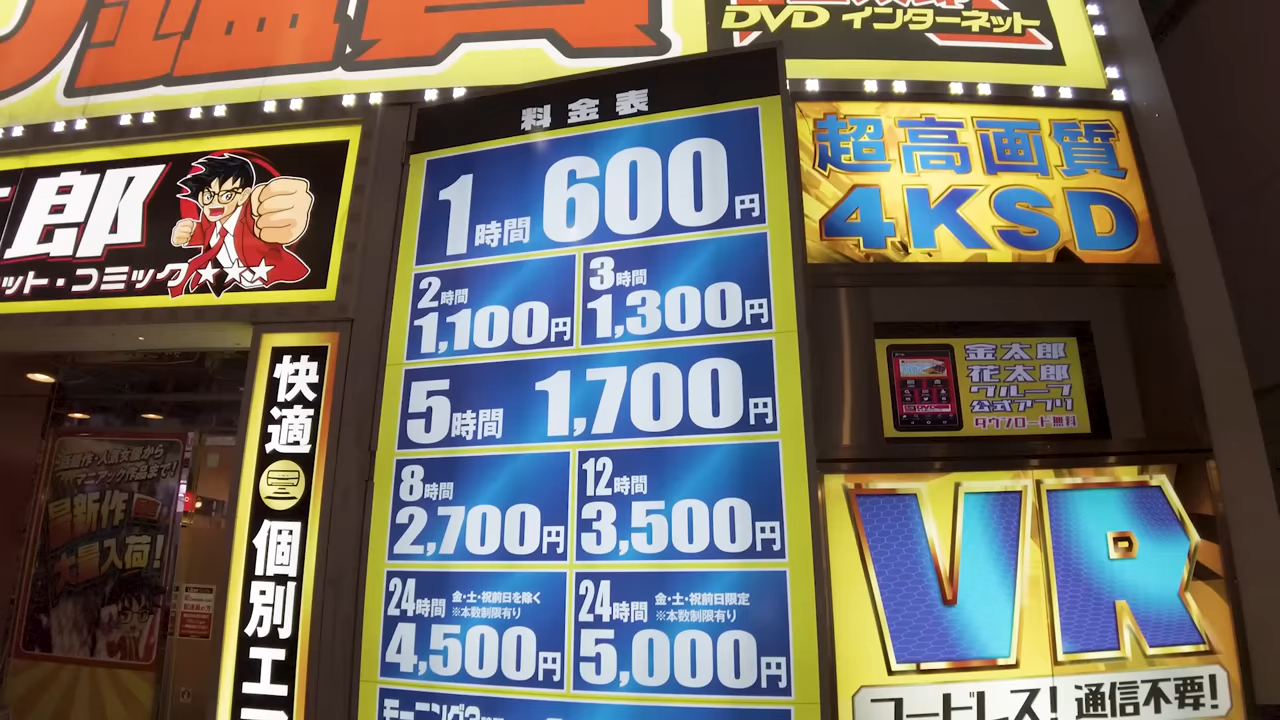 鑑賞
DVD インターネット
料金表
1時間 600円
2時間
1,100円
3時間
1,300円
5時間 1,700円
8時間
2,700円
12時間
3,500円
24時間 金・土・祝前日を除く
※本数制限有り
4,500円
24時間 金・土・祝前日限定
※本数制限有り
5,000円
モーニング
郎
ット・コミック★★★
快適
個別エ
最新作
大量入荷!
超高画質
4KSD
金太郎
花太郎
グループ
公式アプリ
ダウンロード無料
VR
コードレス! 通信不要!